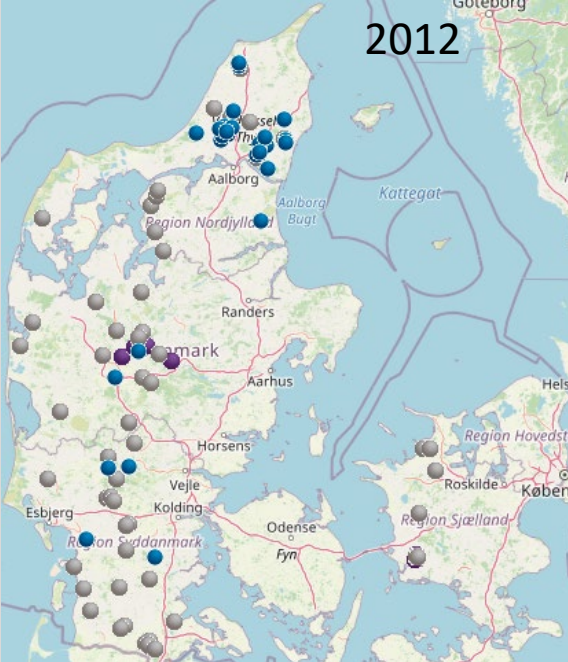 Göteborg
2012
Aalborg
Kattegat
Aalborg
Bugt
Region Nordjylland
Randers
mark
Aarhus
Hels
Region Hovedst
Horsens
Vejle
Roskilde
Køben
Esbjerg
Kolding
Odense
Region Sjælland
Region Syddanmark
Fyn